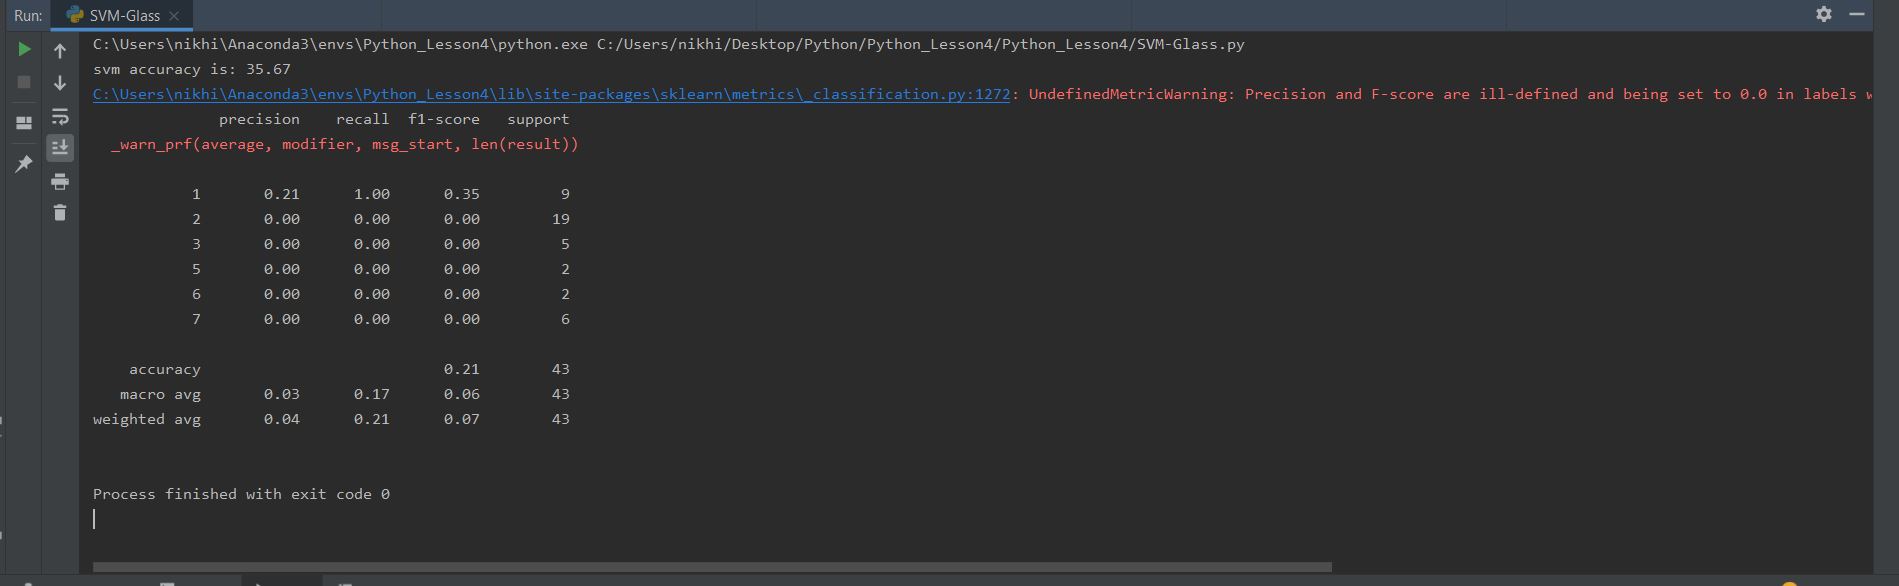 Run: SVM-Glass
C:\Users\nikhi\Anaconda3\envs\Python_Lesson4\python.exe C:/Users/nikhi/Desktop/Python/Python_Lesson4/Python_Lesson4/SVM-Glass.py
svm accuracy is: 35.67
C:\Users\nikhi\Anaconda3\envs\Python_Lesson4\lib\site-packages\sklearn\metrics\_classification.py:1272: UndefinedMetricWarning: Precision and F-score are ill-defined and being set to 0.0 in labels w
precision recall f1-score support
_warn_prf(average, modifier, msg_start, len(result))
1 0.21 1.00 0.35 9
2 0.00 0.00 0.00 19
3 0.00 0.00 0.00 5
5 0.00 0.00 0.00 2
6 0.00 0.00 0.00 2
7 0.00 0.00 0.00 6
accuracy 0.21 43
macro avg 0.03 0.17 0.06 43
weighted avg 0.04 0.21 0.07 43
Process finished with exit code 0